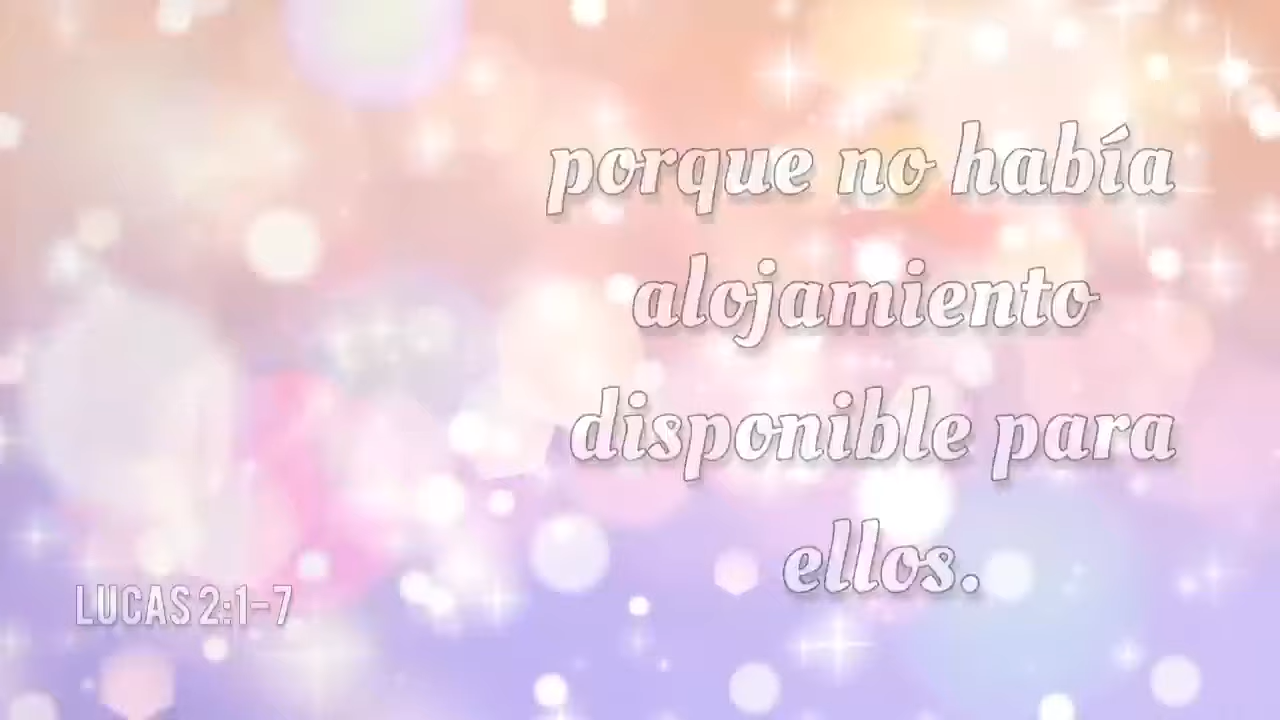 porque no había
alojamiento
disponible para
ellos.
LUCAS 2:1-7